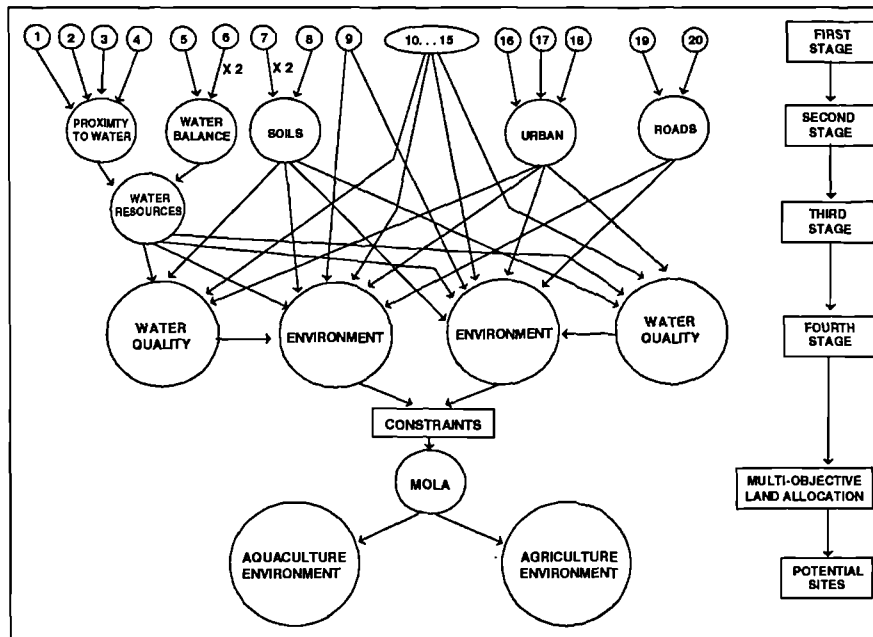 1 2 3 4 5 6 7 8 9 10. . . 15 16 17 18 19 20
FIRST
STAGE
X 2 X 2
PROXIMTY
TO WATER
WATER
BALANCE
SOILS
URBAN
ROADS
SECOND
STAGE
WATER
RESOURCES
THIRD
STAGE
WATER
QUALITY
ENVIRONMENT
ENVIRONMENT
WATER
QUALITY
FOURTH
STAGE
CONSTRAINTS
MOLA
MULTI-OBJECTIVE
LAND ALLOCATION
AQUACULTURE
ENVIRONMENT
AGRICULTURE
ENVIRONMENT
POTENTIAL
SITES